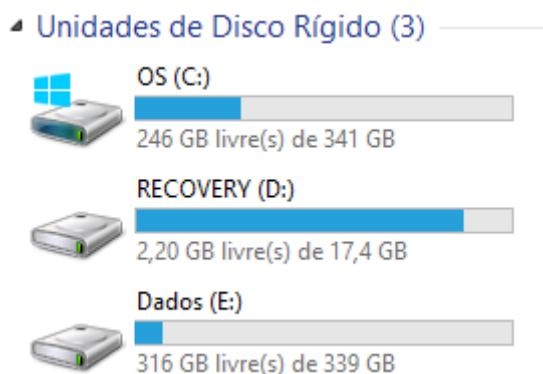 Unidades de Disco Rígido (3)
OS (C:)
246 GB livre(s) de 341 GB
RECOVERY (D:)
2,20 GB livre(s) de 17,4 GB
Dados (E:)
316 GB livre(s) de 339 GB